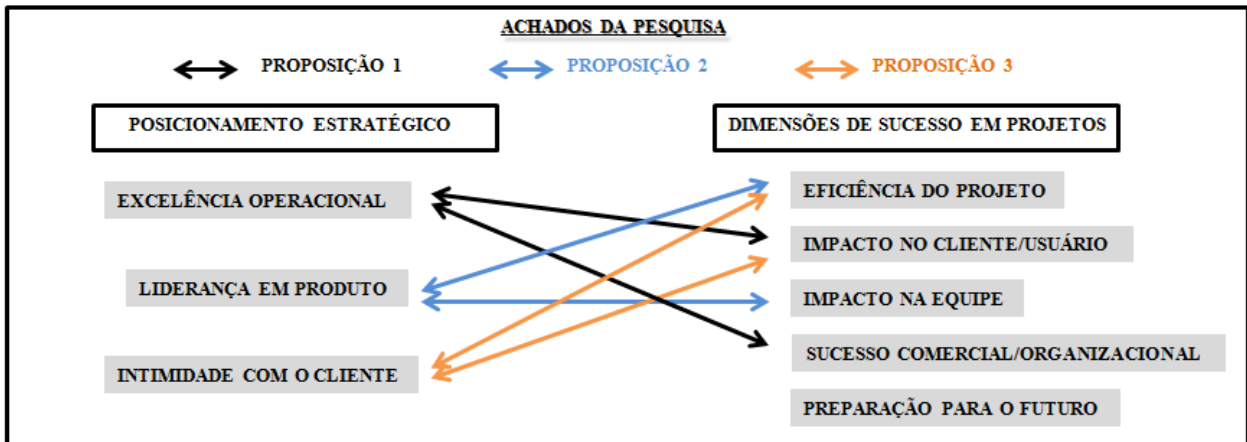 ACHADOS DA PESQUISA
PROPOSIÇÃO 1 PROPOSIÇÃO 2 PROPOSIÇÃO 3
POSICIONAMENTO ESTRATÉGICO
DIMENSÕES DE SUCESSO EM PROJETOS
EXCELÊNCIA OPERACIONAL
LIDERANÇA EM PRODUTO
INTIMIDADE COM O CLIENTE
EFICIÊNCIA DO PROJETO
IMPACTO NO CLIENTE/USUÁRIO
IMPACTO NA EQUIPE
SUCESSO COMERCIAL/ORGANIZACIONAL
PREPARAÇÃO PARA O FUTURO